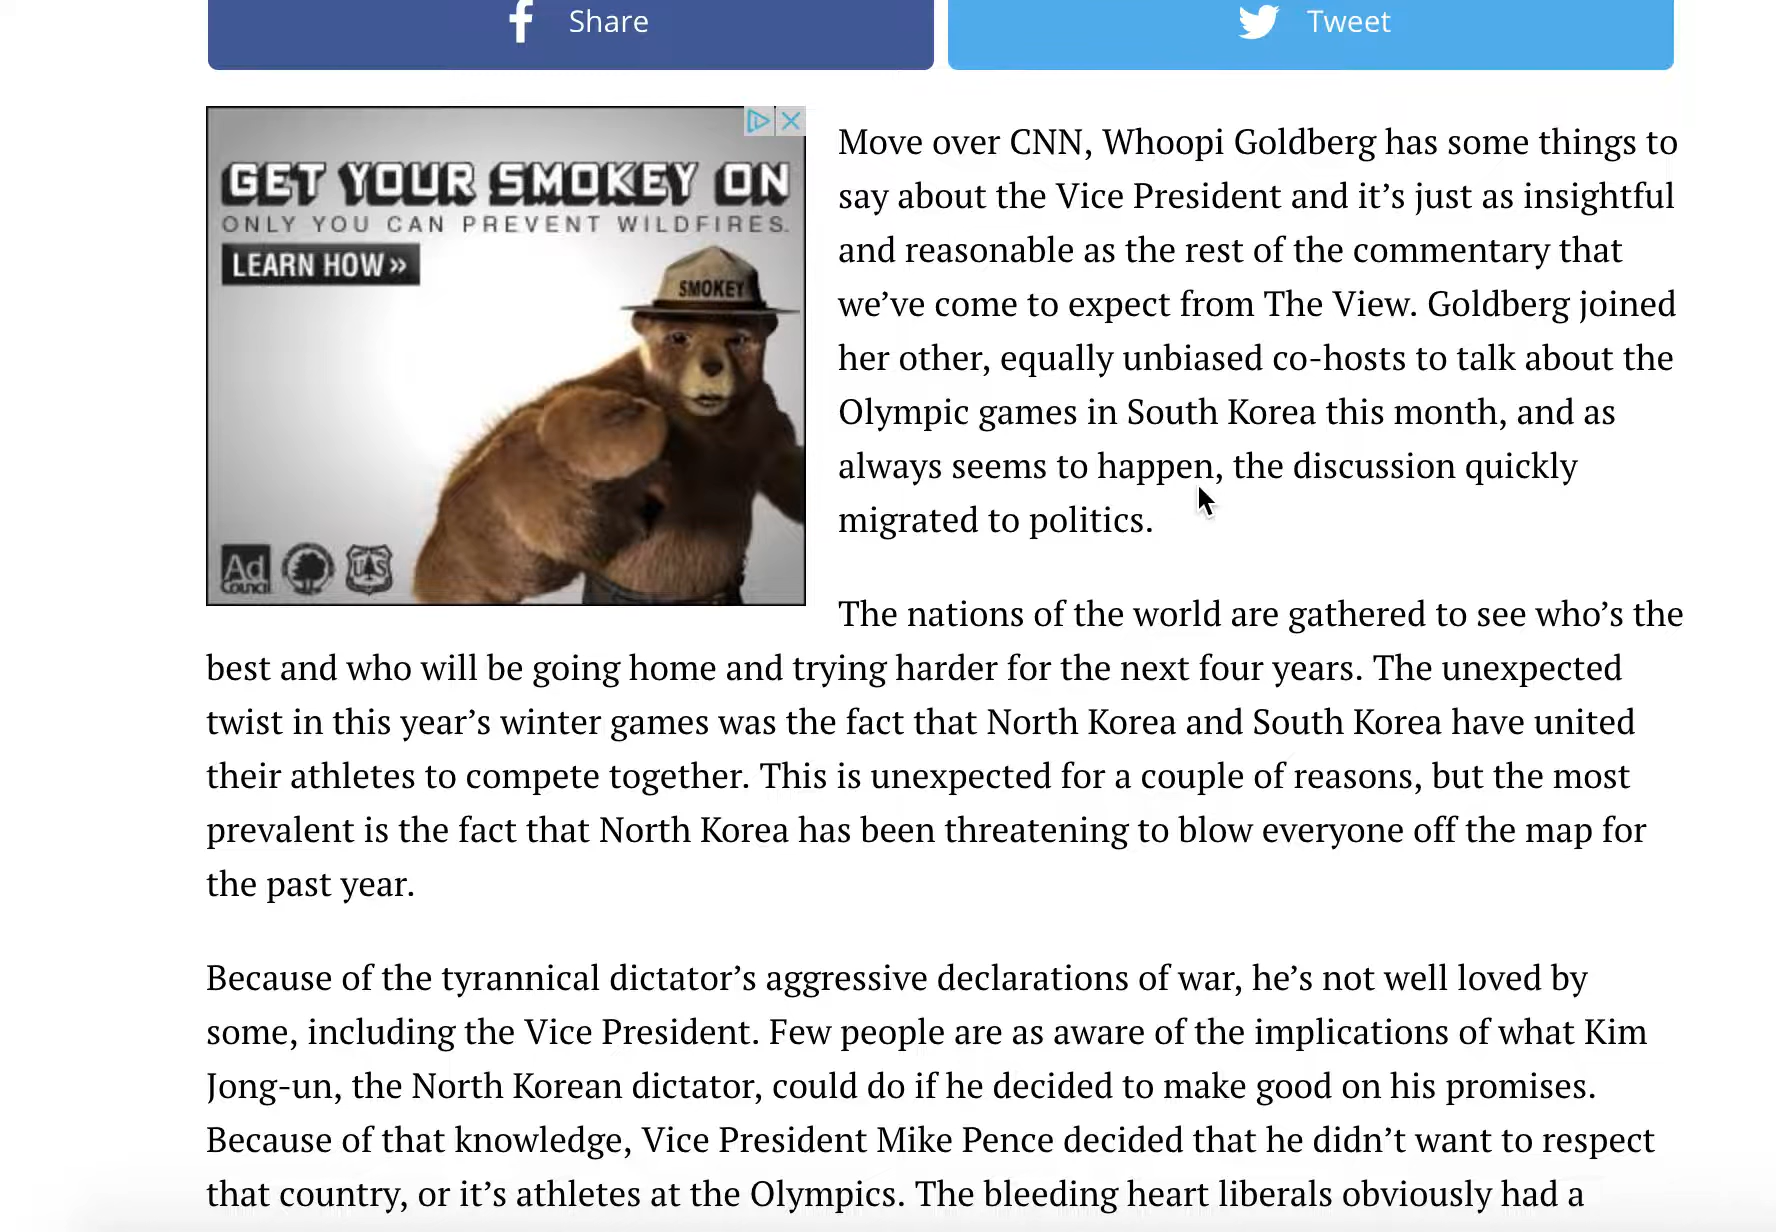 Share
Tweet
GET YOUR SMOKEY ON
ONLY YOU CAN PREVENT WILDFIRES.
LEARN HOW »
SMOKEY
Ad
COUNCIL
U S
Move over CNN, Whoopi Goldberg has some things to
say about the Vice President and it’s just as insightful
and reasonable as the rest of the commentary that
we’ve come to expect from The View. Goldberg joined
her other, equally unbiased co-hosts to talk about the
Olympic games in South Korea this month, and as
always seems to happen, the discussion quickly
migrated to politics.
The nations of the world are gathered to see who’s the
best and who will be going home and trying harder for the next four years. The unexpected
twist in this year’s winter games was the fact that North Korea and South Korea have united
their athletes to compete together. This is unexpected for a couple of reasons, but the most
prevalent is the fact that North Korea has been threatening to blow everyone off the map for
the past year.
Because of the tyrannical dictator’s aggressive declarations of war, he’s not well loved by
some, including the Vice President. Few people are as aware of the implications of what Kim
Jong-un, the North Korean dictator, could do if he decided to make good on his promises.
Because of that knowledge, Vice President Mike Pence decided that he didn’t want to respect
that country, or it’s athletes at the Olympics. The bleeding heart liberals obviously had a